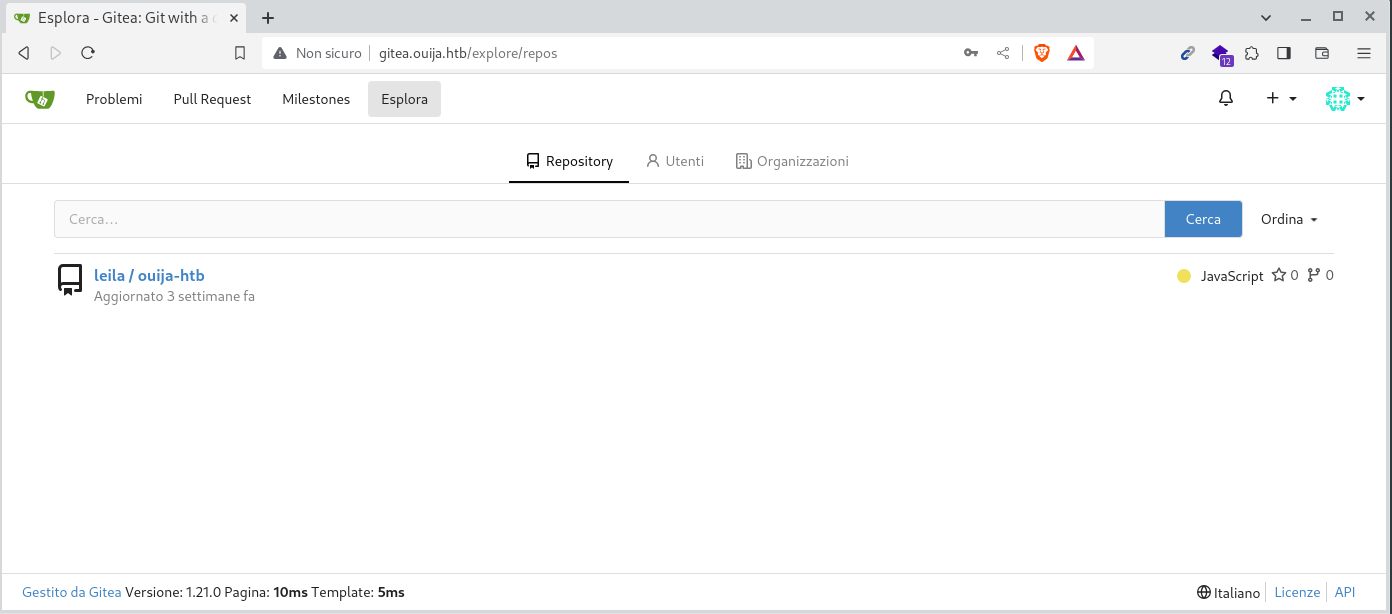 Esplora - Gitea: Git with a
Non sicuro gitea.ouija.htb/explore/repos
12
Problemi Pull Request Milestones Esplora
Repository Utenti Organizzazioni
Cerca… Cerca Ordina
leila / ouija-htb JavaScript 0 0
Aggiornato 3 settimane fa
Gestito da Gitea Versione: 1.21.0 Pagina: 10ms Template: 5ms Italiano Licenze API